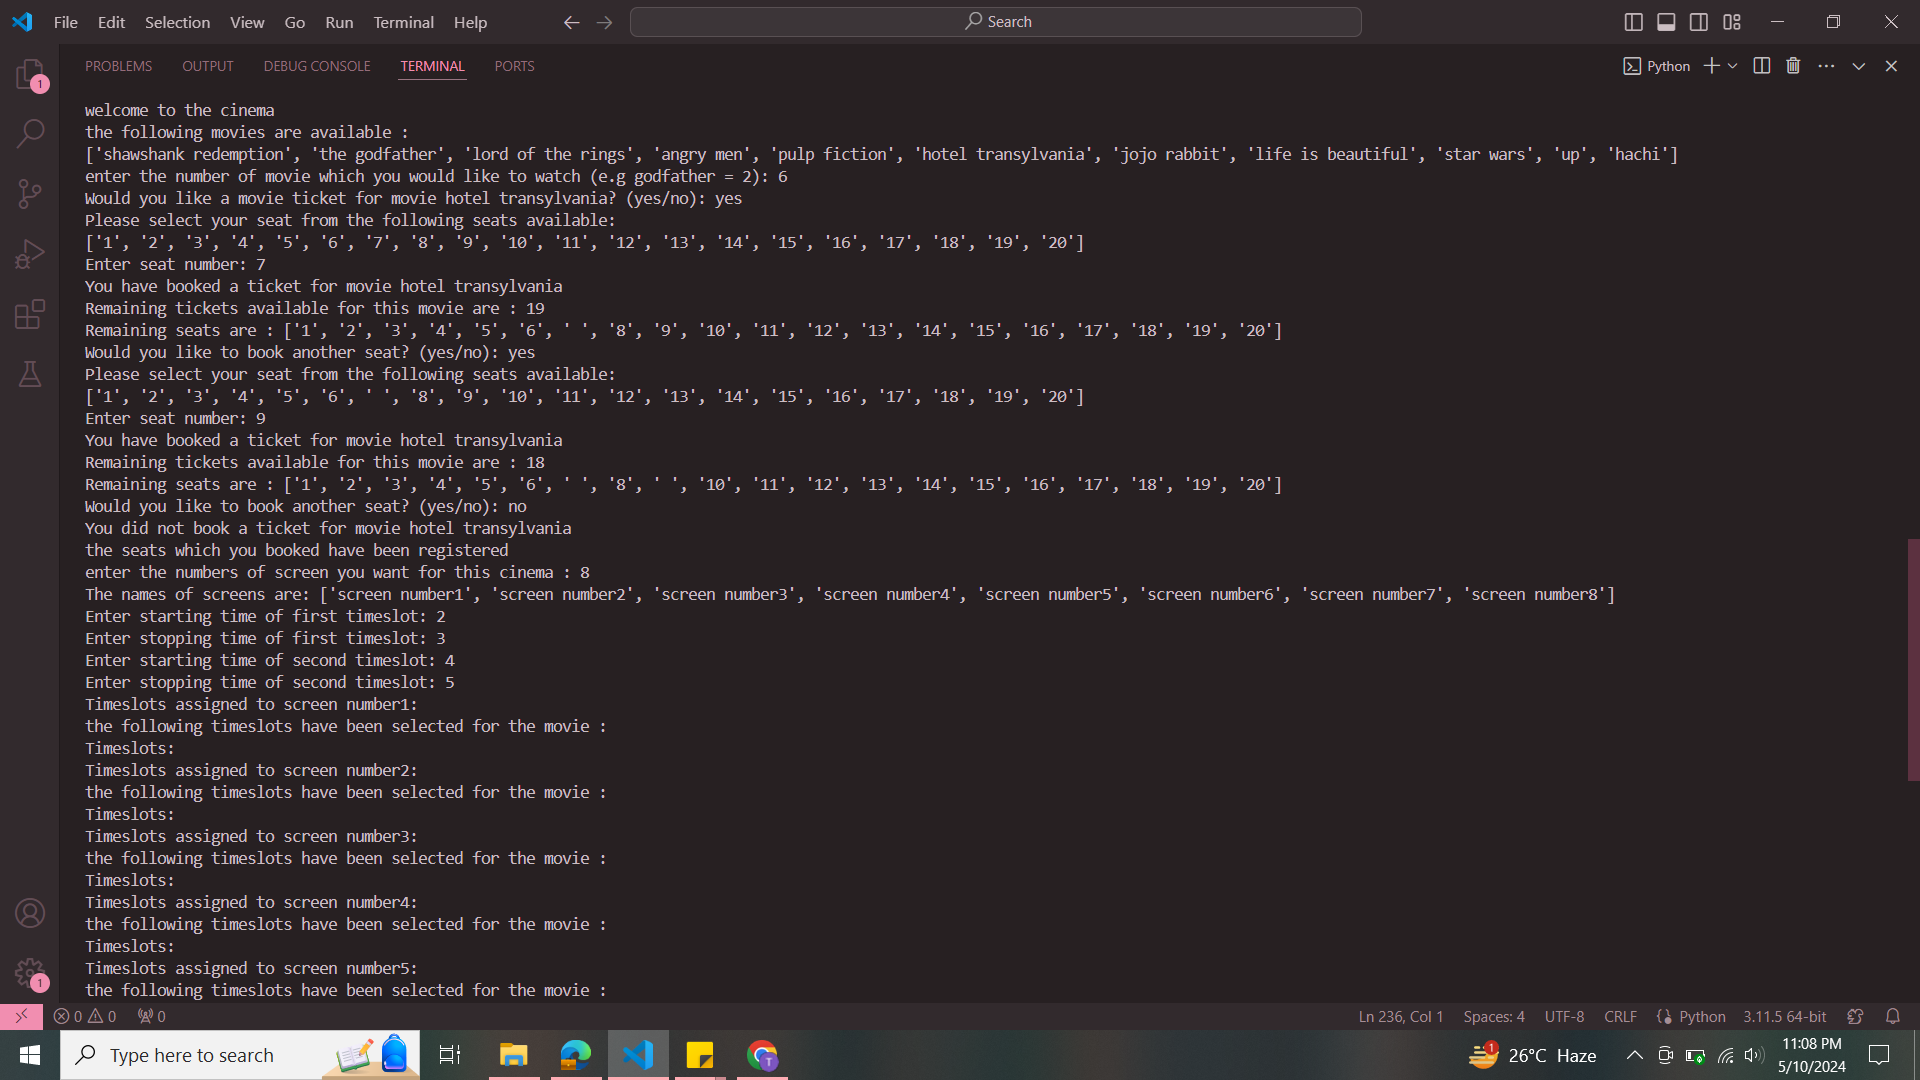 File Edit Selection View Go Run Terminal Help
Search
1
PROBLEMS OUTPUT DEBUG CONSOLE TERMINAL PORTS
Python
welcome to the cinema
the following movies are available :
['shawshank redemption', 'the godfather', 'lord of the rings', 'angry men', 'pulp fiction', 'hotel transylvania', 'jojo rabbit', 'life is beautiful', 'star wars', 'up', 'hachi']
enter the number of movie which you would like to watch (e.g godfather = 2): 6
Would you like a movie ticket for movie hotel transylvania? (yes/no): yes
Please select your seat from the following seats available:
['1', '2', '3', '4', '5', '6', '7', '8', '9', '10', '11', '12', '13', '14', '15', '16', '17', '18', '19', '20']
Enter seat number: 7
You have booked a ticket for movie hotel transylvania
Remaining tickets available for this movie are : 19
Remaining seats are : ['1', '2', '3', '4', '5', '6', ' ', '8', '9', '10', '11', '12', '13', '14', '15', '16', '17', '18', '19', '20']
Would you like to book another seat? (yes/no): yes
Please select your seat from the following seats available:
['1', '2', '3', '4', '5', '6', ' ', '8', '9', '10', '11', '12', '13', '14', '15', '16', '17', '18', '19', '20']
Enter seat number: 9
You have booked a ticket for movie hotel transylvania
Remaining tickets available for this movie are : 18
Remaining seats are : ['1', '2', '3', '4', '5', '6', ' ', '8', ' ', '10', '11', '12', '13', '14', '15', '16', '17', '18', '19', '20']
Would you like to book another seat? (yes/no): no
You did not book a ticket for movie hotel transylvania
the seats which you booked have been registered
enter the numbers of screen you want for this cinema : 8
The names of screens are: ['screen number1', 'screen number2', 'screen number3', 'screen number4', 'screen number5', 'screen number6', 'screen number7', 'screen number8']
Enter starting time of first timeslot: 2
Enter stopping time of first timeslot: 3
Enter starting time of second timeslot: 4
Enter stopping time of second timeslot: 5
Timeslots assigned to screen number1:
the following timeslots have been selected for the movie :
Timeslots:
Timeslots assigned to screen number2:
the following timeslots have been selected for the movie :
Timeslots:
Timeslots assigned to screen number3:
the following timeslots have been selected for the movie :
Timeslots:
Timeslots assigned to screen number4:
the following timeslots have been selected for the movie :
Timeslots:
Timeslots assigned to screen number5:
the following timeslots have been selected for the movie :
1
0 0 0
Ln 236, Col 1 Spaces: 4 UTF-8 CRLF Python 3.11.5 64-bit
Type here to search
T
1
26°C Haze
11:08 PM
5/10/2024